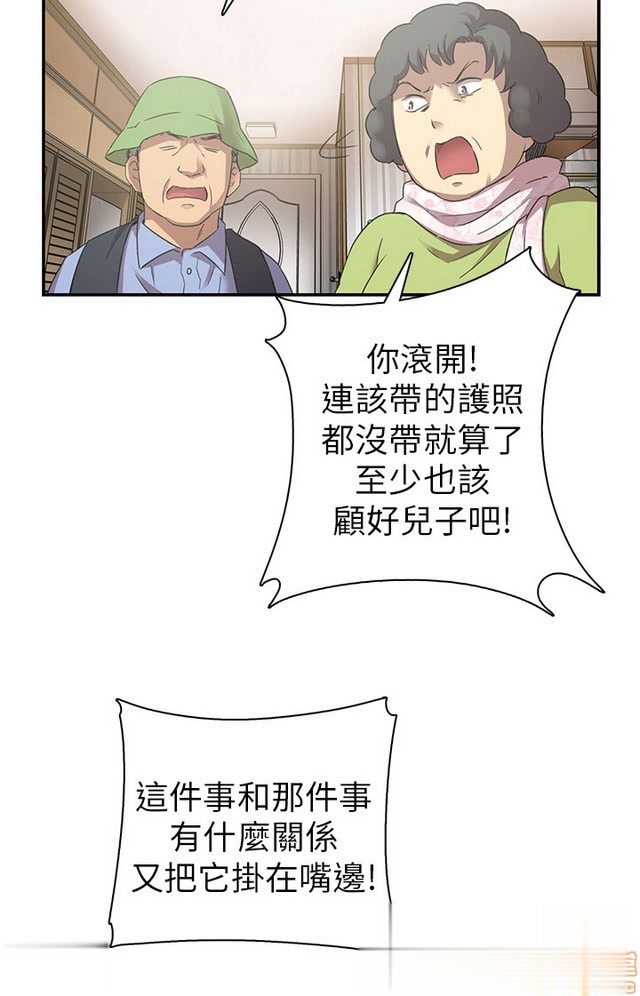 你滾開!
連該帶的護照
都沒帶就算了
至少也該
顧好兒子吧!
這件事和那件事
有什麼關係
又把它掛在嘴邊!